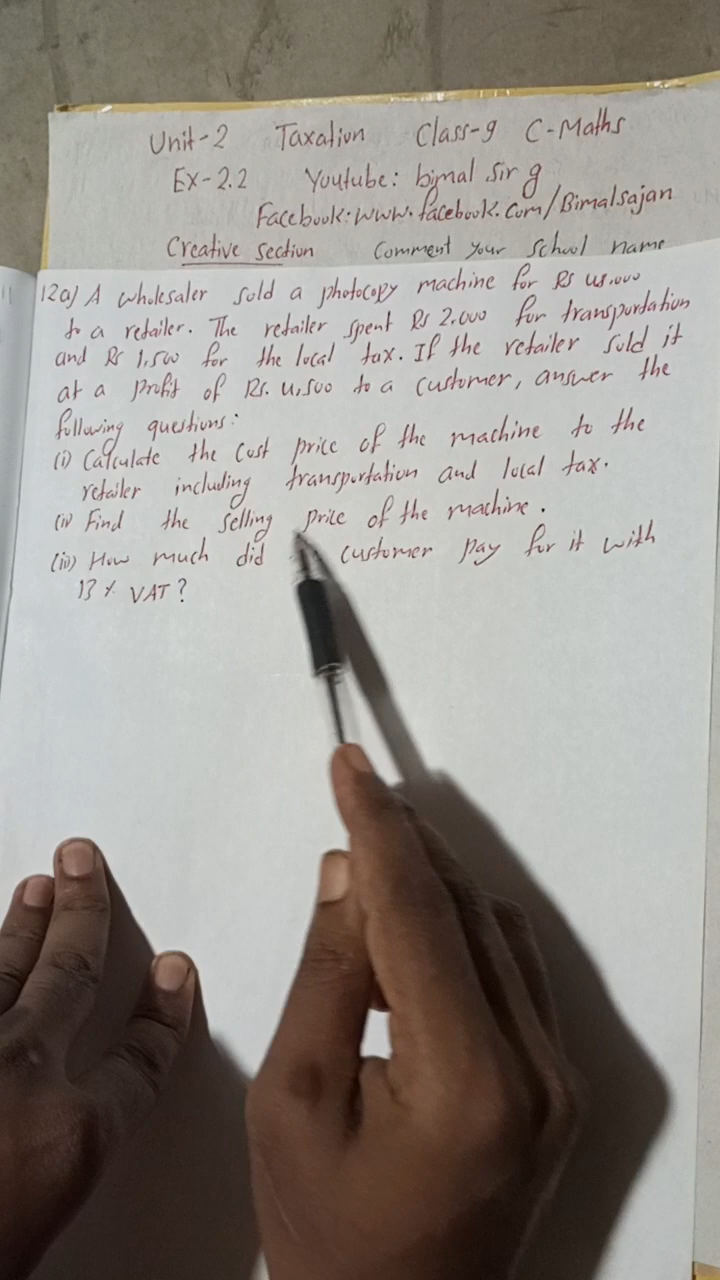 Unit-2 Taxation Class-9 C-Maths
Ex-2.2 Youtube: bimal sir g
Facebook: www.facebook.com/Bimalsajan
Creative section Comment your school name
12a) A wholesaler sold a photocopy machine for Rs 48,000
to a retailer. The retailer spent Rs 2,000 for transportation
and Rs 1,500 for the local tax. If the retailer sold it
at a profit of Rs. 4,500 to a customer, answer the
following questions:
(i) Calculate the cost price of the machine to the
retailer including transportation and local tax.
(ii) Find the selling price of the machine.
(iii) How much did customer pay for it with
13% VAT?